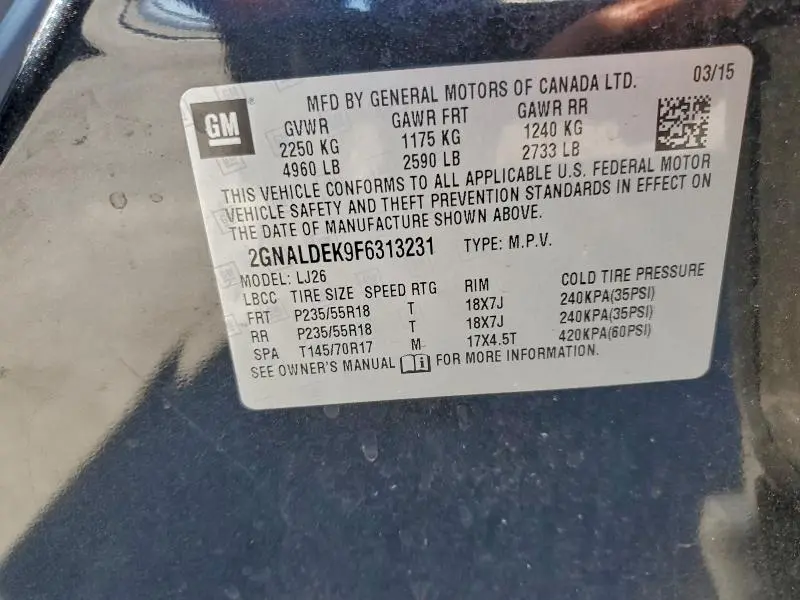 MFD BY GENERAL MOTORS OF CANADA LTD. 03/15
GM
GVWR GAWR FRT GAWR RR
2250 KG 1175 KG 1240 KG
4960 LB 2590 LB 2733 LB
THIS VEHICLE CONFORMS TO ALL APPLICABLE U.S. FEDERAL MOTOR
VEHICLE SAFETY AND THEFT PREVENTION STANDARDS IN EFFECT ON
THE DATE OF MANUFACTURE SHOWN ABOVE.
2GNALDEK9F6313231 TYPE: M.P.V.
MODEL: LJ26
LBCC TIRE SIZE SPEED RTG RIM COLD TIRE PRESSURE
FRT P235/55R18 T 18X7J 240KPA(35PSI)
RR P235/55R18 T 18X7J 240KPA(35PSI)
SPA T145/70R17 M 17X4.5T 420KPA(60PSI)
SEE OWNER'S MANUAL FOR MORE INFORMATION.